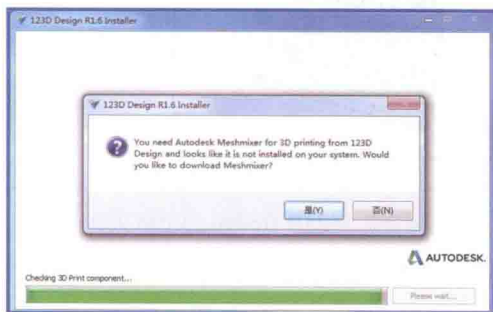 123D Design R1.6 Installer
123D Design R1.6 Installer
You need Autodesk Meshmixer for 3D printing from 123D
Design and looks like it is not installed on your system. Would
you like to download Meshmixer?
是(Y)
否(N)
AUTODESK.
Checking 3D Print component...
Please wait...